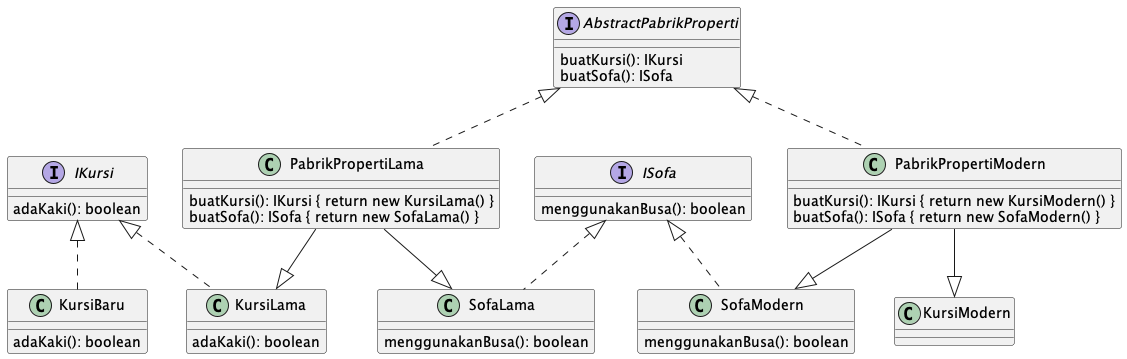 I AbstractPabrikProperti
buatKursi(): IKursi
buatSofa(): ISofa
I IKursi
adaKaki(): boolean
C PabrikPropertiLama
buatKursi(): IKursi { return new KursiLama() }
buatSofa(): ISofa { return new SofaLama() }
I ISofa
menggunakanBusa(): boolean
C PabrikPropertiModern
buatKursi(): IKursi { return new KursiModern() }
buatSofa(): ISofa { return new SofaModern() }
C KursiBaru
adaKaki(): boolean
C KursiLama
adaKaki(): boolean
C SofaLama
menggunakanBusa(): boolean
C SofaModern
menggunakanBusa(): boolean
C KursiModern